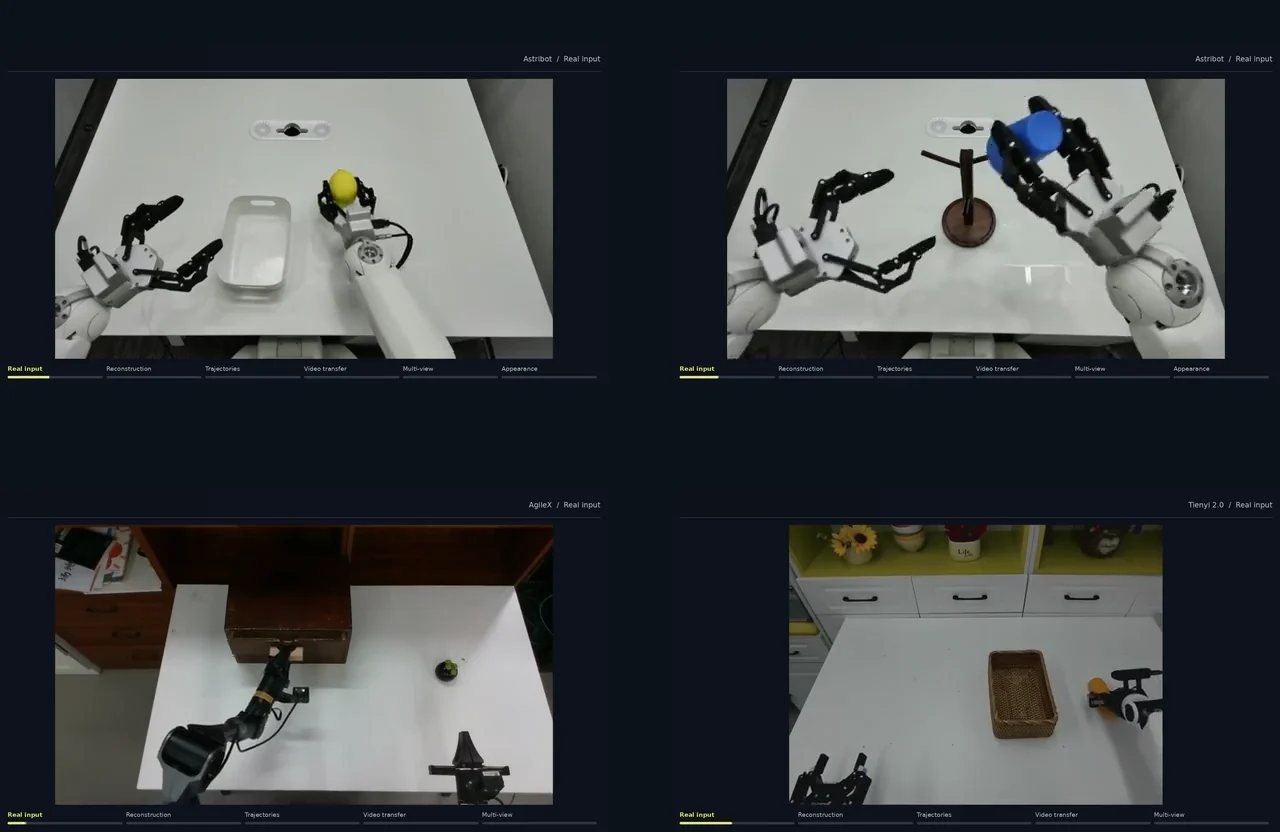 Astribot / Real input
Real input Reconstruction Trajectories Video transfer Multi-view Appearance
Astribot / Real input
Real input Reconstruction Trajectories Video transfer Multi-view Appearance
AgileX / Real input
Real input Reconstruction Trajectories Video transfer Multi-view
Tienyi 2.0 / Real input
Life
Real input Reconstruction Trajectories Video transfer Multi-view